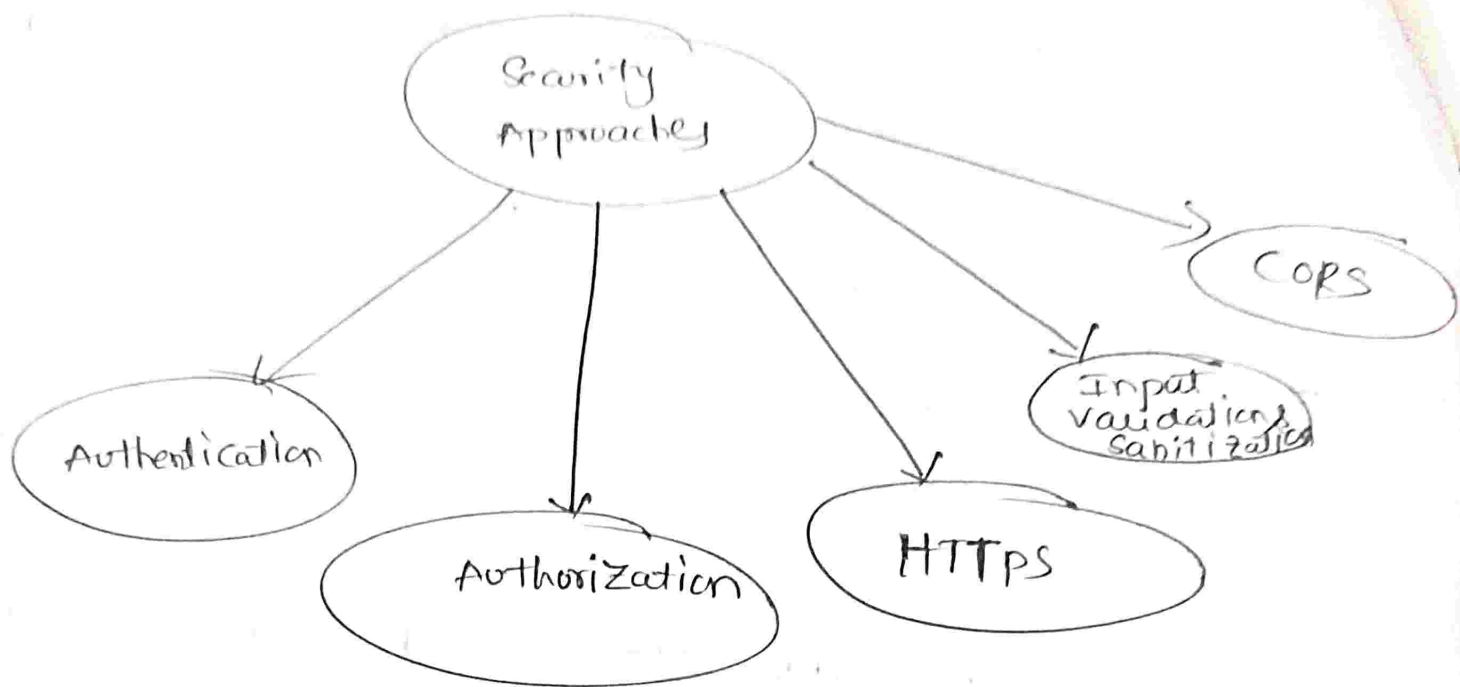 Security
Approaches
CORS
Input
validation &
sanitization
Authentication
HTTPS
Authorization